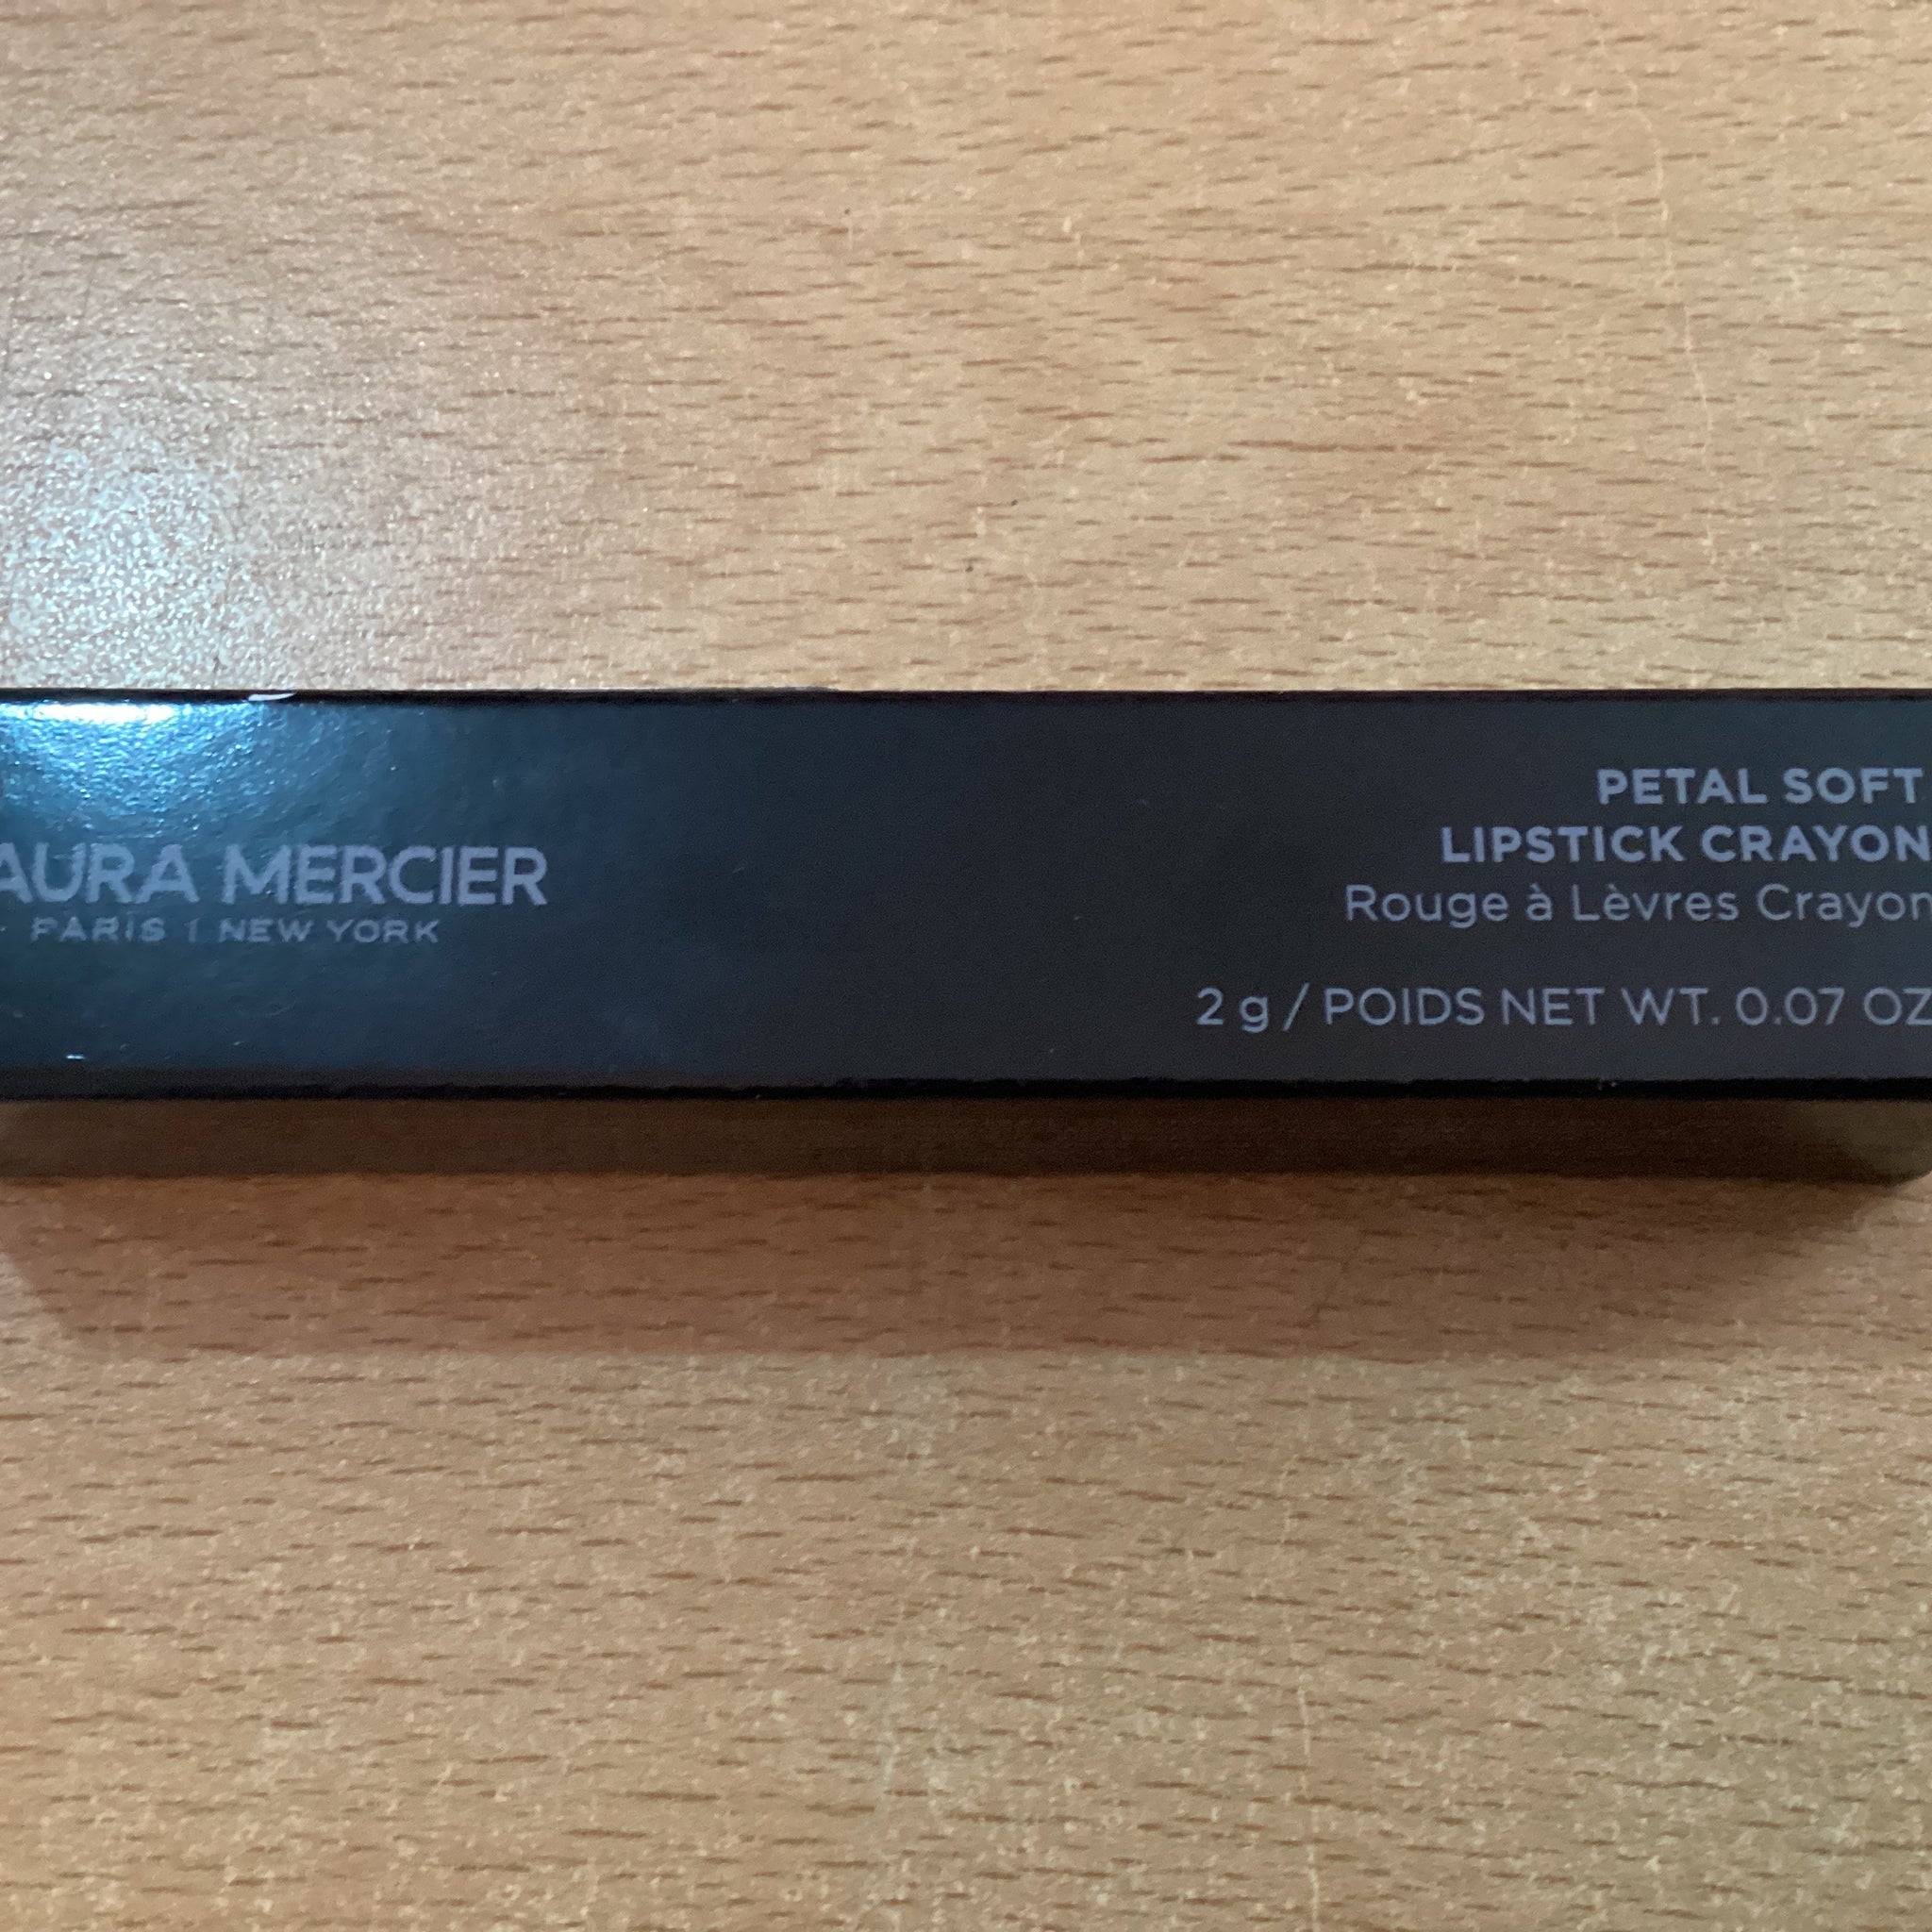 AURA MERCIER
PARIS | NEW YORK
PETAL SOFT
LIPSTICK CRAYON
Rouge à Lèvres Crayon
2 g / POIDS NET WT. 0.07 OZ